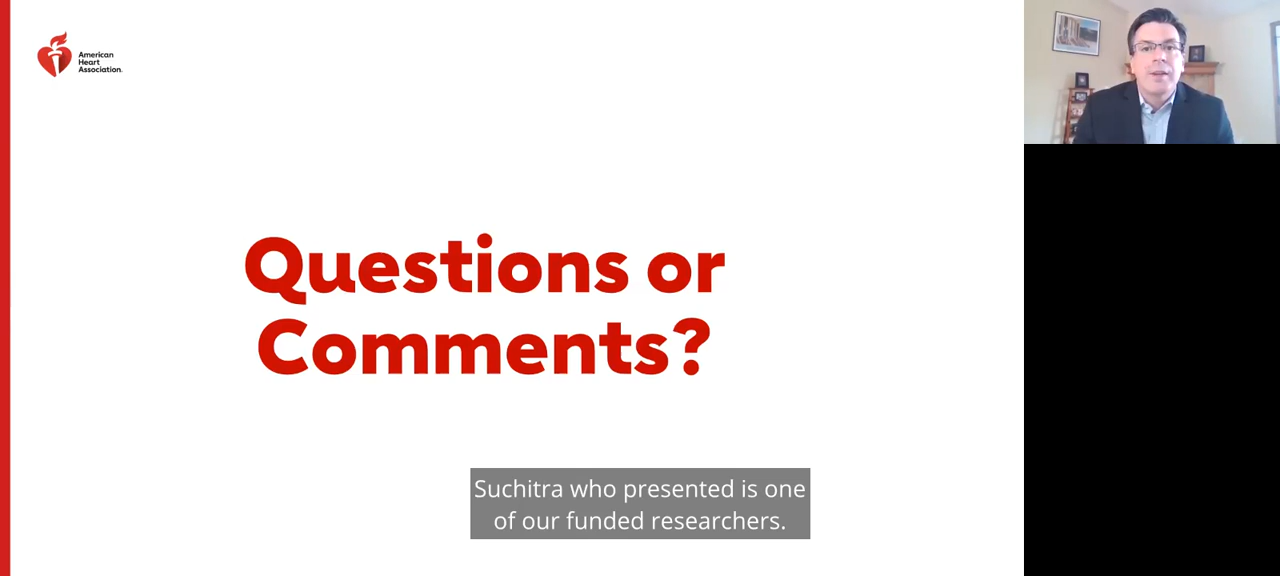 American
Heart
Association.
Questions or
Comments?
Suchitra who presented is one
of our funded researchers.